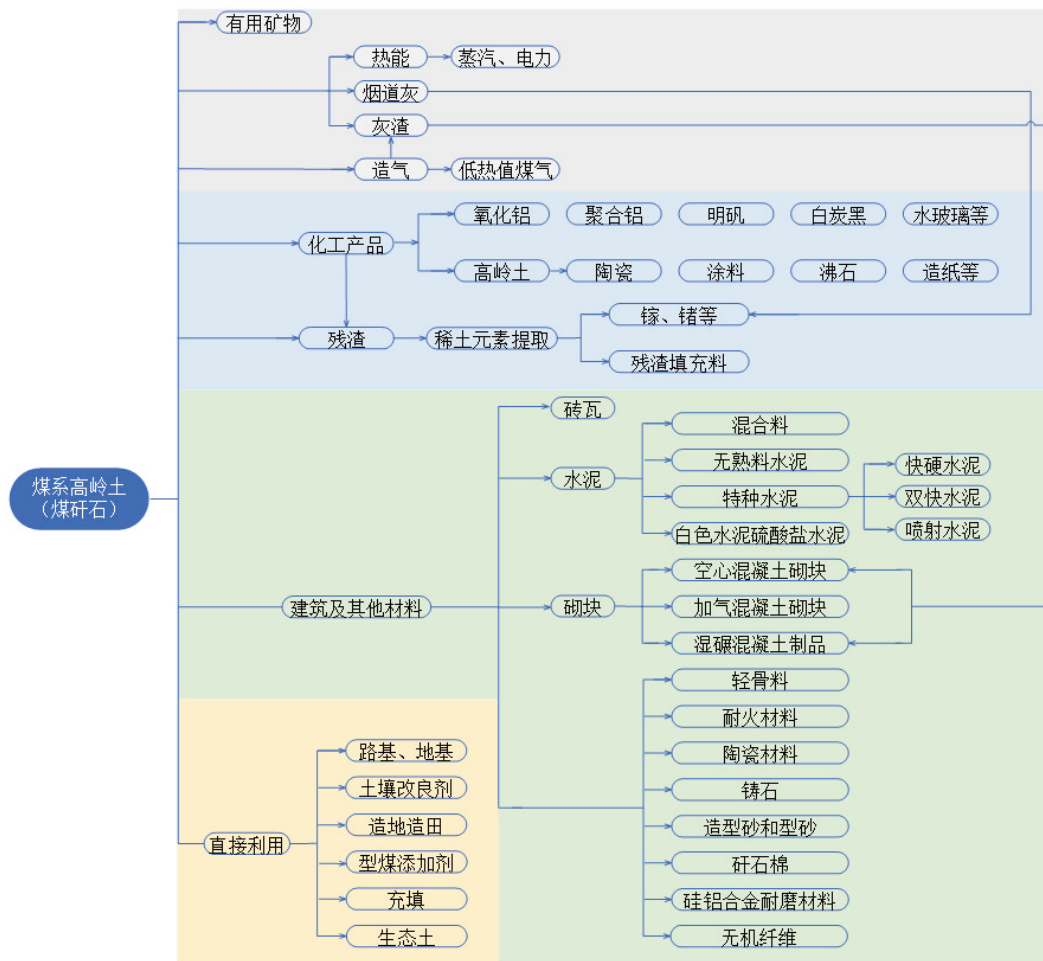 有用矿物
热能
蒸汽、电力
烟道灰
灰渣
造气
低热值煤气
化工产品
氧化铝
聚合铝
明矾
白炭黑
水玻璃等
高岭土
陶瓷
涂料
沸石
造纸等
残渣
稀土元素提取
镓、锗等
残渣填充料
煤系高岭土
（煤矸石）
建筑及其他材料
砖瓦
水泥
混合料
无熟料水泥
特种水泥
快硬水泥
双快水泥
喷射水泥
白色水泥硫酸盐水泥
砌块
空心混凝土砌块
加气混凝土砌块
湿碾混凝土制品
轻骨料
耐火材料
陶瓷材料
铸石
造型砂和型砂
矸石棉
硅铝合金耐磨材料
无机纤维
直接利用
路基、地基
土壤改良剂
造地造田
型煤添加剂
充填
生态土